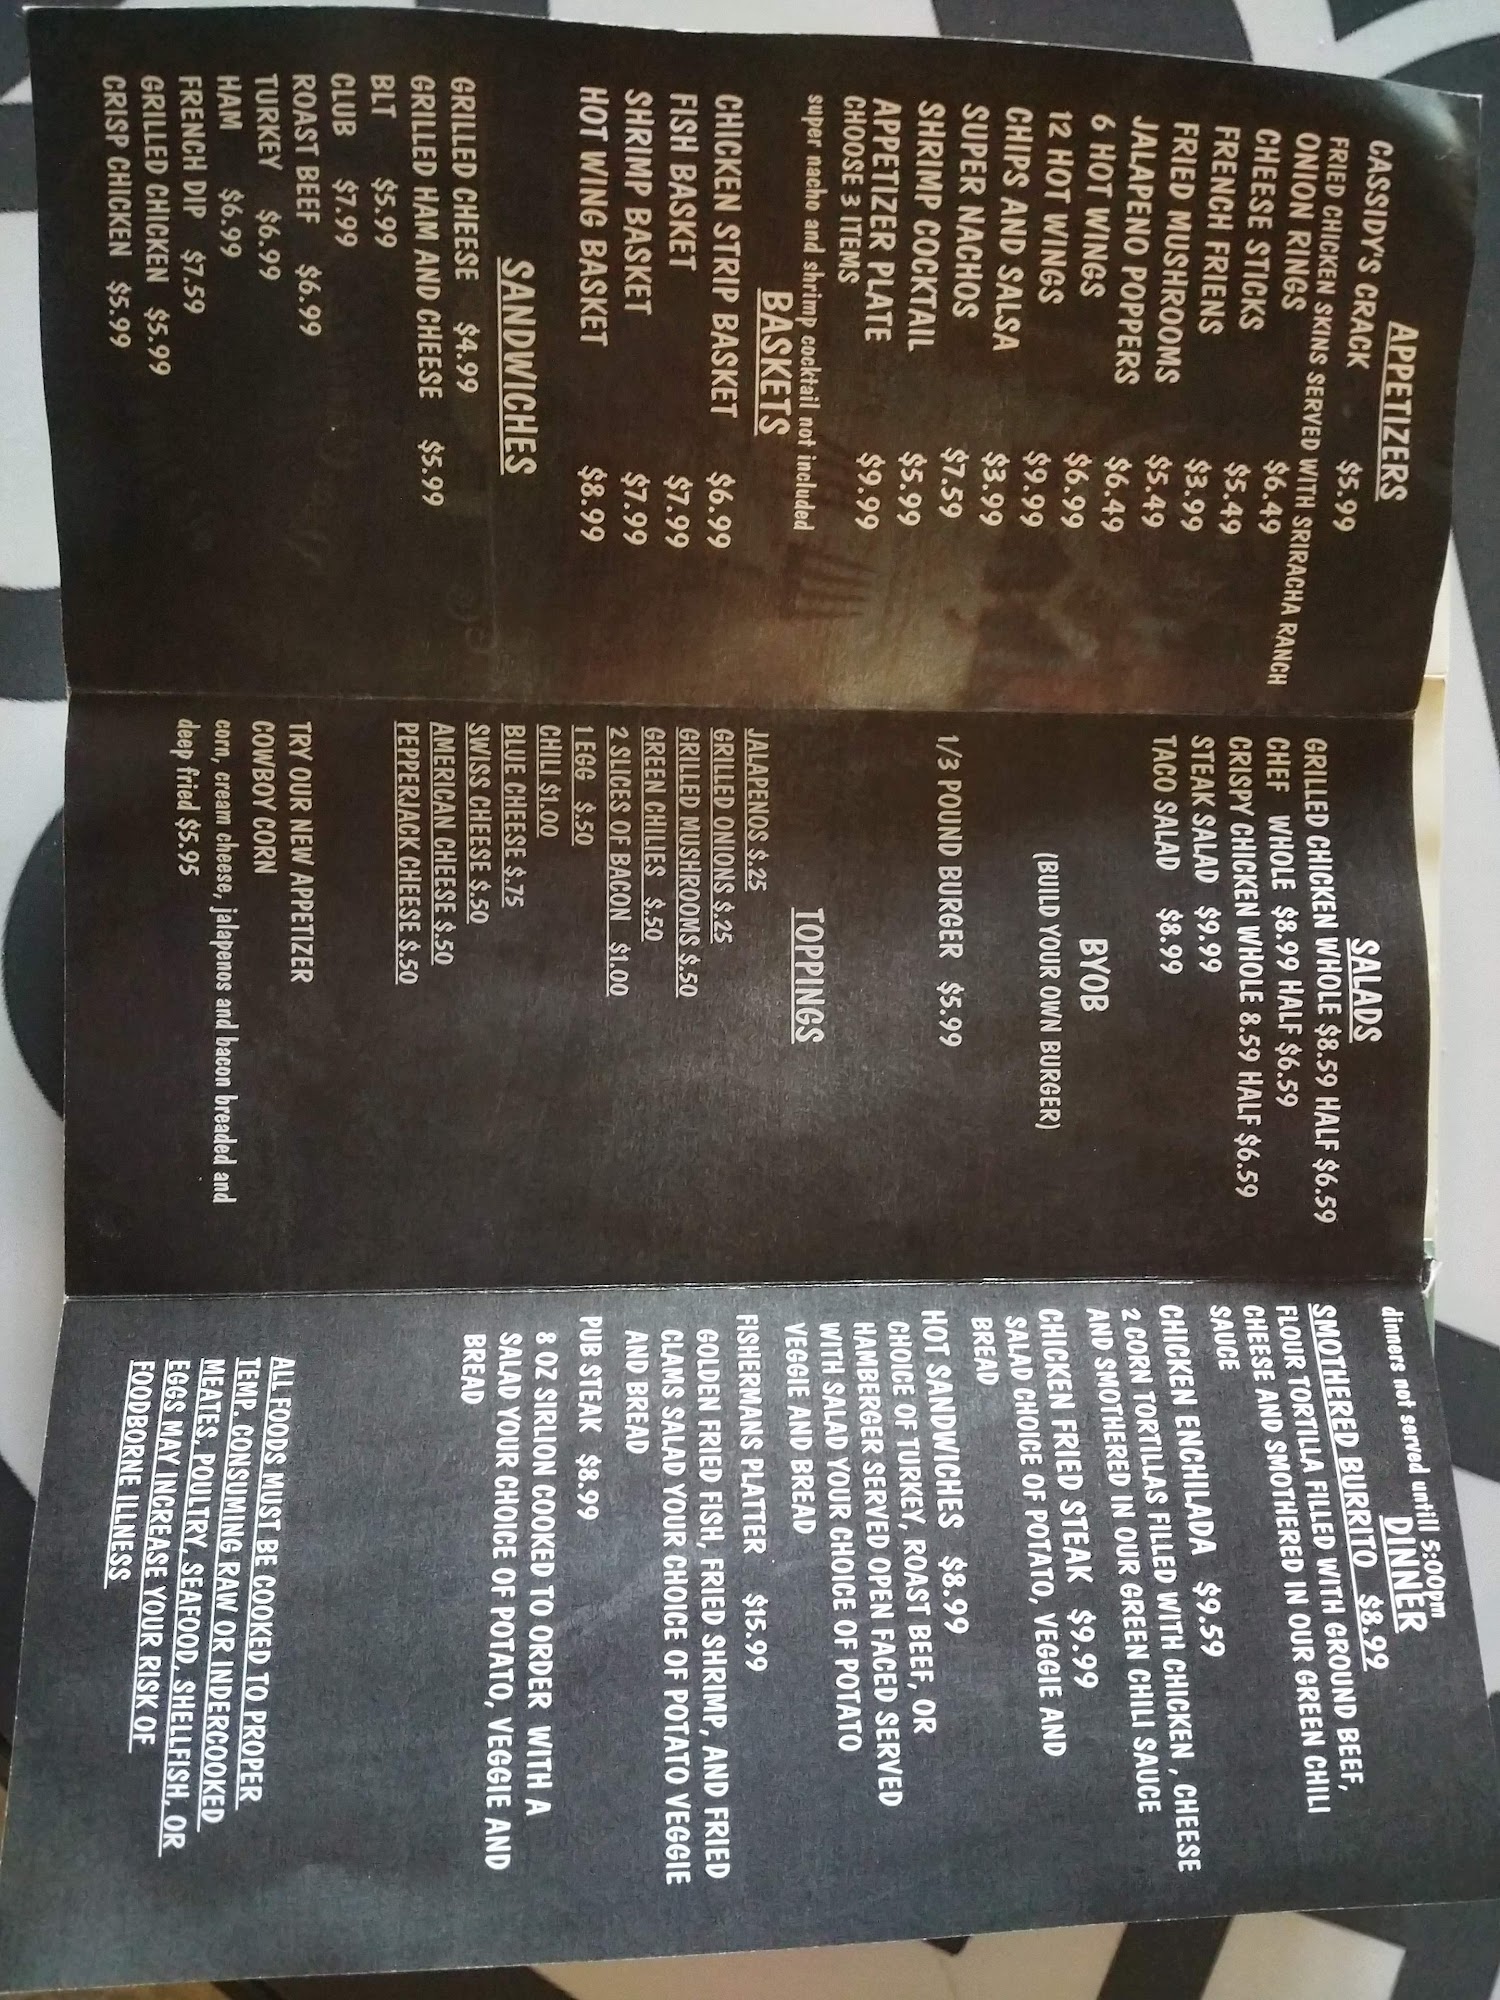 APPETIZERS
CASSIDY'S CRACK $5.99
FRIED CHICKEN SKINS SERVED WITH SRIRACHA RANCH
ONION RINGS $6.49
CHEESE STICKS $5.49
FRENCH FRIENS $3.99
FRIED MUSHROOMS $5.49
JALAPENO POPPERS $6.49
6 HOT WINGS $6.99
12 HOT WINGS $9.99
CHIPS AND SALSA $3.99
SUPER NACHOS $7.59
SHRIMP COCKTAIL $5.99
APPETIZER PLATE $9.99
CHOOSE 3 ITEMS
super nacho and shrimp cocktail not included
BASKETS
CHICKEN STRIP BASKET $6.99
FISH BASKET $7.99
SHRIMP BASKET $7.99
HOT WING BASKET $8.99
SANDWICHES
GRILLED CHEESE $4.99
GRILLED HAM AND CHEESE $5.99
BLT $5.99
CLUB $7.99
ROAST BEEF $6.99
TURKEY $6.99
HAM $6.99
FRENCH DIP $7.59
GRILLED CHICKEN $5.99
CRISP CHICKEN $5.99
SALADS
GRILLED CHICKEN WHOLE $8.59 HALF $6.59
CHEF WHOLE $8.99 HALF $6.59
CRISPY CHICKEN WHOLE 8.59 HALF $6.59
STEAK SALAD $9.99
TACO SALAD $8.99
BYOB
(BUILD YOUR OWN BURGER)
1/3 POUND BURGER $5.99
TOPPINGS
JALAPENOS $.25
GRILLED ONIONS $.25
GRILLED MUSHROOMS $.50
GREEN CHILIES $.50
2 SLICES OF BACON $1.00
1 EGG $.50
CHILI $1.00
BLUE CHEESE $.75
SWISS CHEESE $.50
AMERICAN CHEESE $.50
PEPPERJACK CHEESE $.50
TRY OUR NEW APPETIZER
COWBOY CORN
corn, cream cheese, jalapenos and bacon breaded and
deep fried $5.95
dinners not served untill 5:00pm
DINNER
SMOTHERED BURRITO $8.99
FLOUR TORTILLA FILLED WITH GROUND BEEF,
CHEESE AND SMOTHERED IN OUR GREEN CHILI
SAUCE
CHICKEN ENCHILADA $9.59
2 CORN TORTILLAS FILLED WITH CHICKEN , CHEESE
AND SMOTHERED IN OUR GREEN CHILI SAUCE
CHICKEN FRIED STEAK $9.99
SALAD CHOICE OF POTATO, VEGGIE AND
BREAD
HOT SANDWICHES $8.99
CHOICE OF TURKEY, ROAST BEEF, OR
HAMBERGER SERVED OPEN FACED SERVED
WITH SALAD YOUR CHOICE OF POTATO
VEGGIE AND BREAD
FISHERMANS PLATTER $15.99
GOLDEN FRIED FISH, FRIED SHRIMP, AND FRIED
CLAMS SALAD YOUR CHOICE OF POTATO VEGGIE
AND BREAD
PUB STEAK $8.99
8 OZ SIRLION COOKED TO ORDER WITH A
SALAD YOUR CHOICE OF POTATO, VEGGIE AND
BREAD
ALL FOODS MUST BE COOKED TO PROPER
TEMP. CONSUMING RAW OR INDERCOOKED
MEATES, POULTRY, SEAFOOD, SHELLFISH, OR
EGGS MAY INCREASE YOUR RISK OF
FOODBORNE ILLNESS